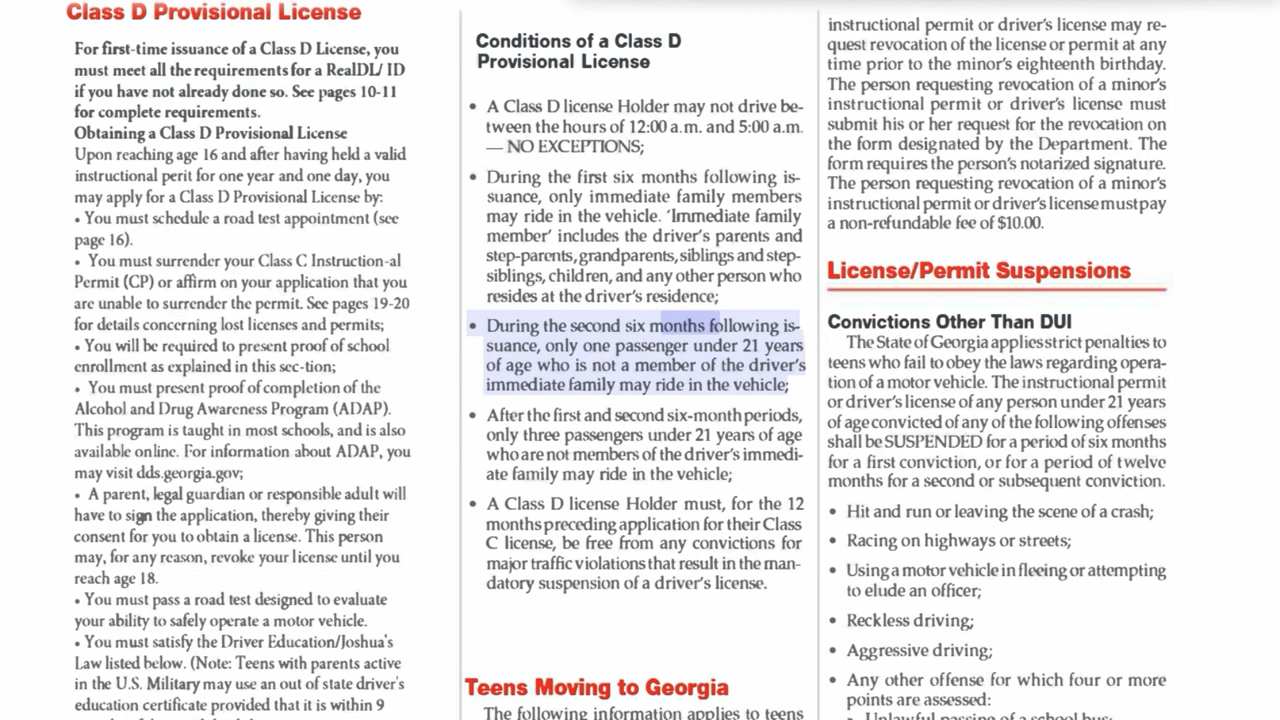 Class D Provisional License
For first-time issuance of a Class D License, you
must meet all the requirements for a RealDL/ ID
if you have not already done so. See pages 10-11
for complete requirements.
Obtaining a Class D Provisional License
Upon reaching age 16 and after having held a valid
instructional perit for one year and one day, you
may apply for a Class D Provisional License by:
• You must schedule a road test appointment (see
page 16).
• You must surrender your Class C Instruction-al
Permit (CP) or affirm on your application that you
are unable to surrender the permit. See pages 19-20
for details concerning lost licenses and permits;
• You will be required to present proof of school
enrollment as explained in this sec-tion;
• You must present proof of completion of the
Alcohol and Drug Awareness Program (ADAP).
This program is taught in most schools, and is also
available online. For information about ADAP, you
may visit dds.georgia.gov;
• A parent, legal guardian or responsible adult will
have to sign the application, thereby giving their
consent for you to obtain a license. This person
may, for any reason, revoke your license until you
reach age 18.
• You must pass a road test designed to evaluate
your ability to safely operate a motor vehicle.
• You must satisfy the Driver Education/Joshua's
Law listed below. (Note: Teens with parents active
in the U.S. Military may use an out of state driver's
education certificate provided that it is within 9
Conditions of a Class D
Provisional License
• A Class D license Holder may not drive be-
tween the hours of 12:00 a.m. and 5:00 a.m.
— NO EXCEPTIONS;
• During the first six months following is-
suance, only immediate family members
may ride in the vehicle. 'Immediate family
member' includes the driver's parents and
step-parents, grandparents, siblings and step-
siblings, children, and any other person who
resides at the driver's residence;
• During the second six months following is-
suance, only one passenger under 21 years
of age who is not a member of the driver's
immediate family may ride in the vehicle;
• After the first and second six-month periods,
only three passengers under 21 years of age
who are not members of the driver's immedi-
ate family may ride in the vehicle;
• A Class D license Holder must, for the 12
months preceding application for their Class
C license, be free from any convictions for
major traffic violations that result in the man-
datory suspension of a driver's license.
Teens Moving to Georgia
The following information applies to teens
instructional permit or driver's license may re-
quest revocation of the license or permit at any
time prior to the minor's eighteenth birthday.
The person requesting revocation of a minor's
instructional permit or driver's license must
submit his or her request for the revocation on
the form designated by the Department. The
form requires the person's notarized signature.
The person requesting revocation of a minor's
instructional permit or driver's license must pay
a non-refundable fee of $10.00.
License/Permit Suspensions
Convictions Other Than DUI
The State of Georgia applies strict penalties to
teens who fail to obey the laws regarding opera-
tion of a motor vehicle. The instructional permit
or driver's license of any person under 21 years
of age convicted of any of the following offenses
shall be SUSPENDED for a period of six months
for a first conviction, or for a period of twelve
months for a second or subsequent conviction.
• Hit and run or leaving the scene of a crash;
• Racing on highways or streets;
• Using a motor vehicle in fleeing or attempting
to elude an officer;
• Reckless driving;
• Aggressive driving;
• Any other offense for which four or more
points are assessed:
• Unlawful passing of a school bus;